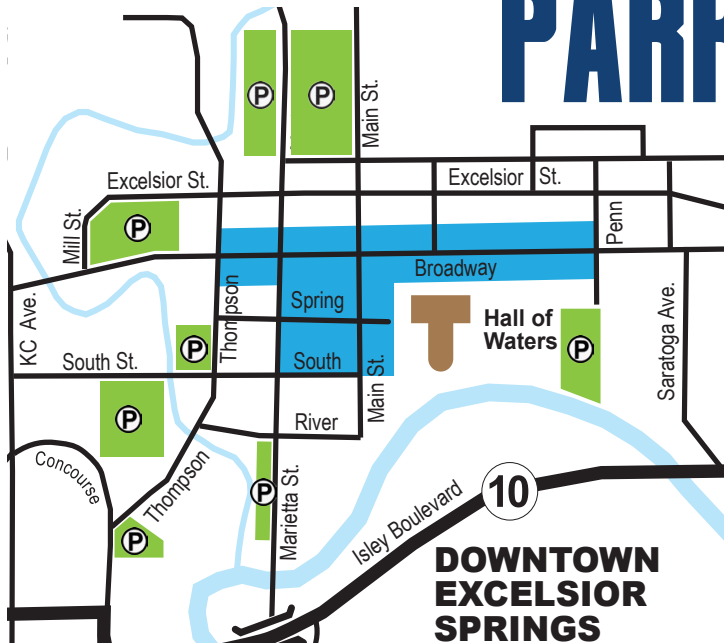 PARK
P
P
Main St.
Excelsior St.
Excelsior St.
Mill St.
P
Penn
Broadway
KC Ave.
Thompson
Spring
Hall of
Waters
P
P
Saratoga Ave.
South St.
South
Main St.
P
River
Concourse
Thompson
P
Marietta St.
P
Isley Boulevard
10
DOWNTOWN
EXCELSIOR
SPRINGS